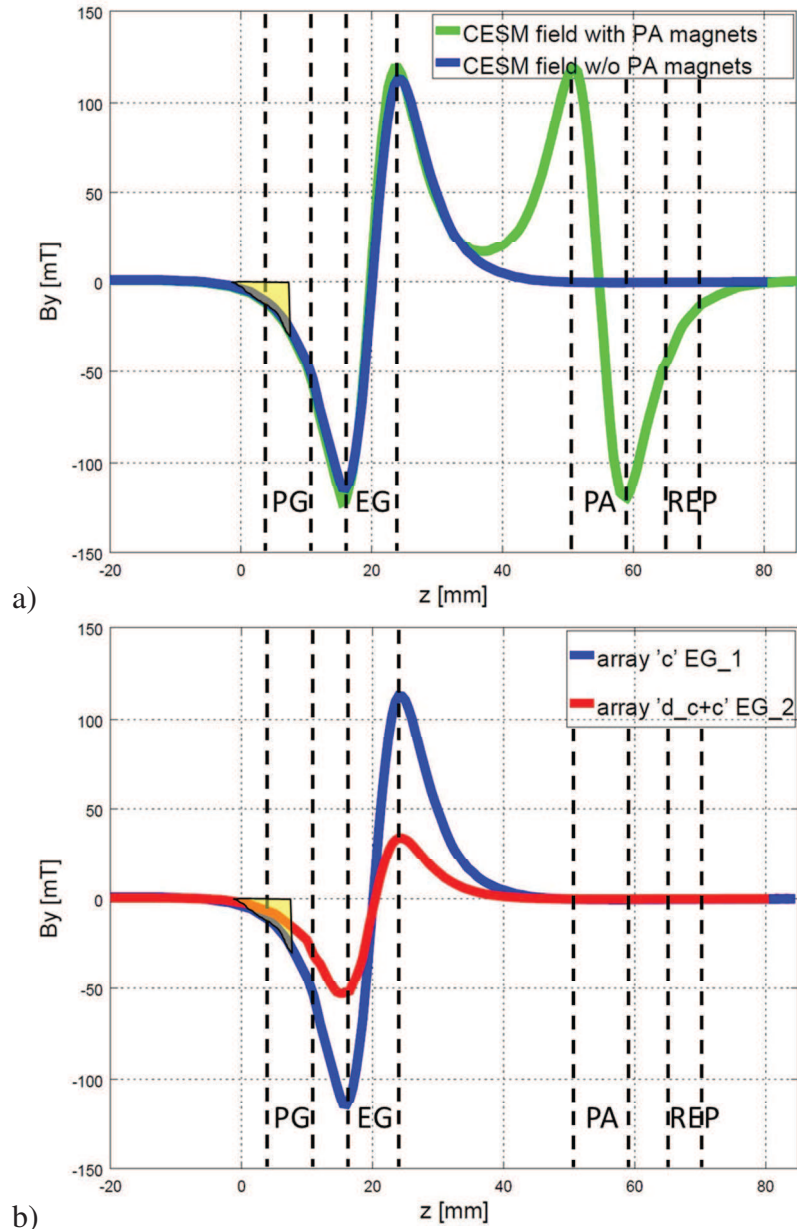 150
CESM field with PA magnets
CESM field w/o PA magnets
100
50
0
-50
-100
-150
By [mT]
PG EG PA REP
-20 0 20 40 60 80
z [mm]
a)
150
array 'c' EG_1
array 'd_c+c' EG_2
100
50
0
-50
-100
-150
By [mT]
PG EG PA REP
-20 0 20 40 60 80
z [mm]
b)